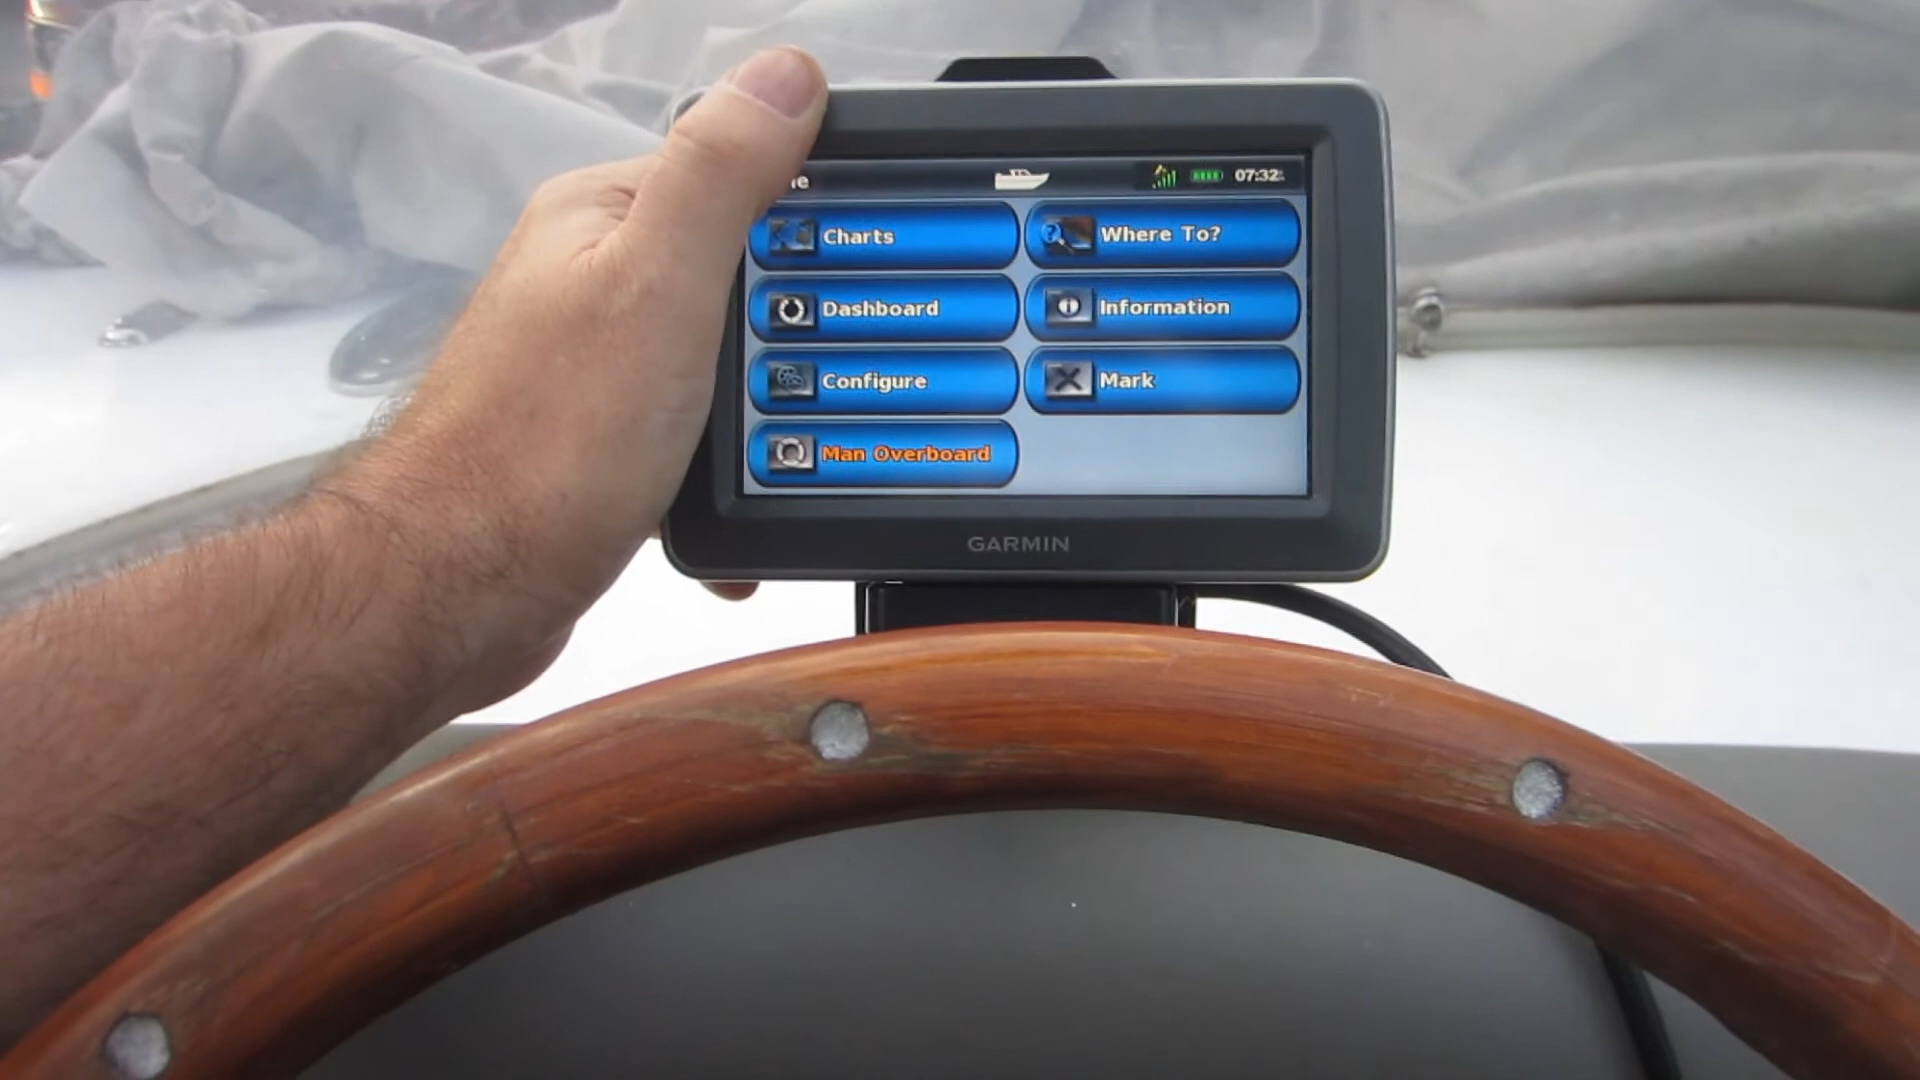 07:32
Charts
Where To?
Dashboard
Information
Configure
Mark
Man Overboard
GARMIN